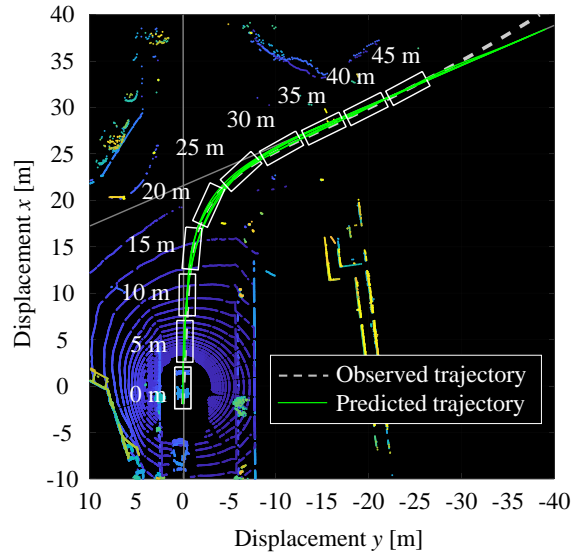 40
35
30
25
20
15
10
5
0
-5
-10
10
5
0
-5
-10
-15
-20
-25
-30
-35
-40
Displacement x [m]
Displacement y [m]
45 m
40 m
35 m
30 m
25 m
20 m
15 m
10 m
5 m
0 m
Observed trajectory
Predicted trajectory